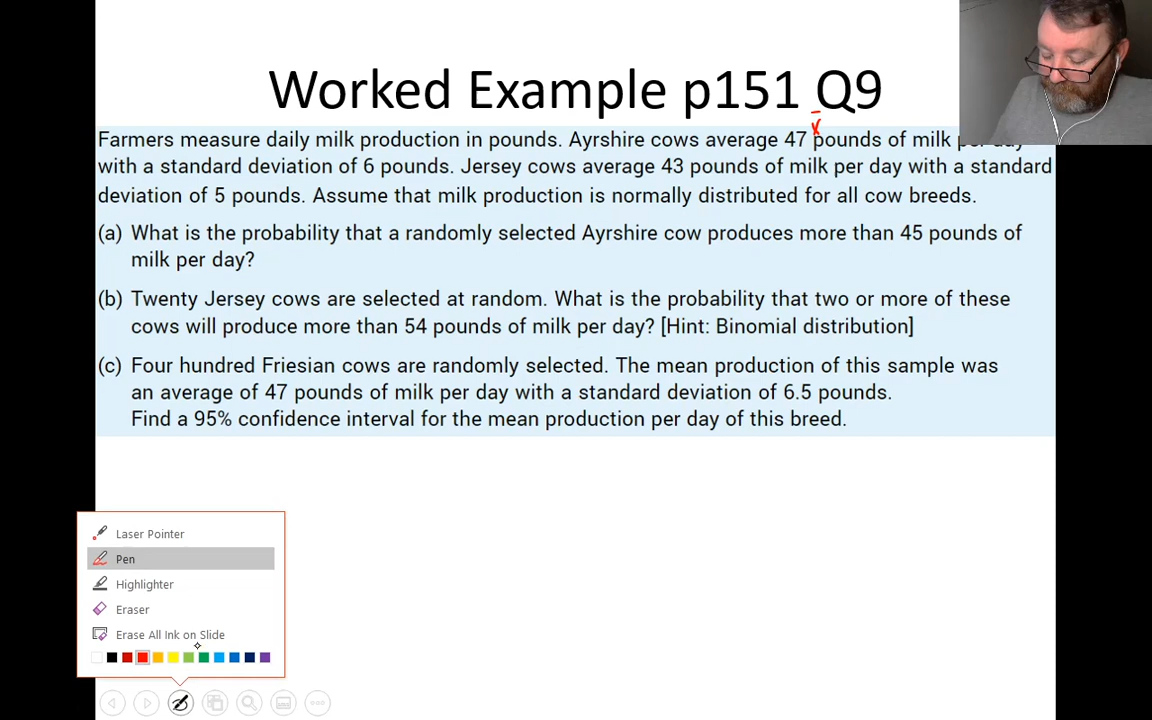 Worked Example p151 Q9
x̄
Farmers measure daily milk production in pounds. Ayrshire cows average 47 pounds of milk per day
with a standard deviation of 6 pounds. Jersey cows average 43 pounds of milk per day with a standard
deviation of 5 pounds. Assume that milk production is normally distributed for all cow breeds.
(a) What is the probability that a randomly selected Ayrshire cow produces more than 45 pounds of
milk per day?
(b) Twenty Jersey cows are selected at random. What is the probability that two or more of these
cows will produce more than 54 pounds of milk per day? [Hint: Binomial distribution]
(c) Four hundred Friesian cows are randomly selected. The mean production of this sample was
an average of 47 pounds of milk per day with a standard deviation of 6.5 pounds.
Find a 95% confidence interval for the mean production per day of this breed.
Laser Pointer
Pen
Highlighter
Eraser
Erase All Ink on Slide